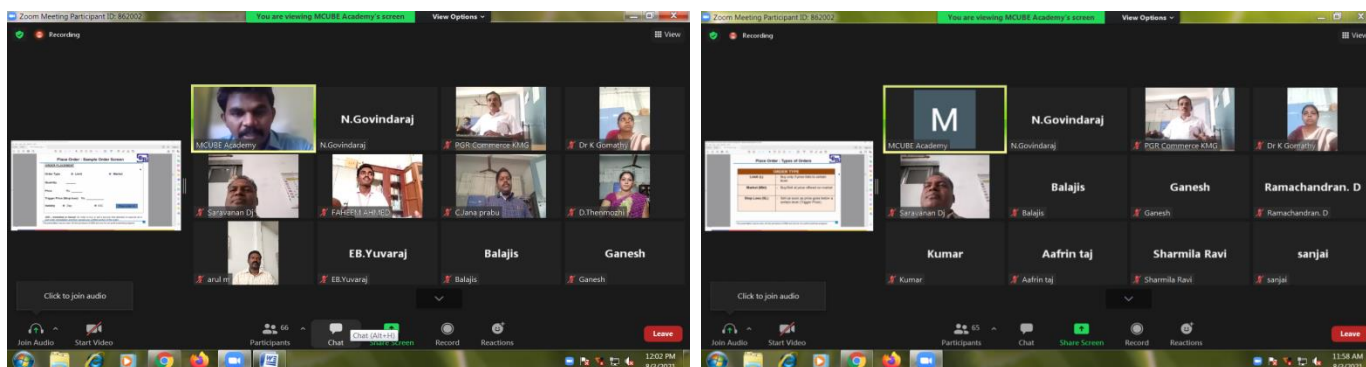 Zoom Meeting Participant ID: 862002
You are viewing MCUBE Academy's screen
View Options
Recording
View
N.Govindaraj
MCUBE Academy
N.Govindaraj
PGR Commerce KMG
Dr K Gomathy
Place Order - Sample Order Screen
Saravanan Dj
FAHEEM AHMED
C.Jana prabu
D.Thenmozhi
EB.Yuvaraj
Balajis
Ganesh
arul m
EB.Yuvaraj
Balajis
Ganesh
Click to join audio
Join Audio
Start Video
66
Participants
Chat
Chat (Alt+H)
Share Screen
Record
Reactions
Leave
12:02 PM
Zoom Meeting Participant ID: 862002
You are viewing MCUBE Academy's screen
View Options
Recording
View
M
N.Govindaraj
MCUBE Academy
N.Govindaraj
PGR Commerce KMG
Dr K Gomathy
Place Order - Types of Orders
ORDER TYPE
Balajis
Ganesh
Ramachandran. D
Saravanan Dj
Balajis
Ganesh
Ramachandran. D
Kumar
Aafrin taj
Sharmila Ravi
sanjai
Kumar
Aafrin taj
Sharmila Ravi
sanjai
Click to join audio
Join Audio
Start Video
65
Participants
Chat
Share Screen
Record
Reactions
Leave
11:58 AM